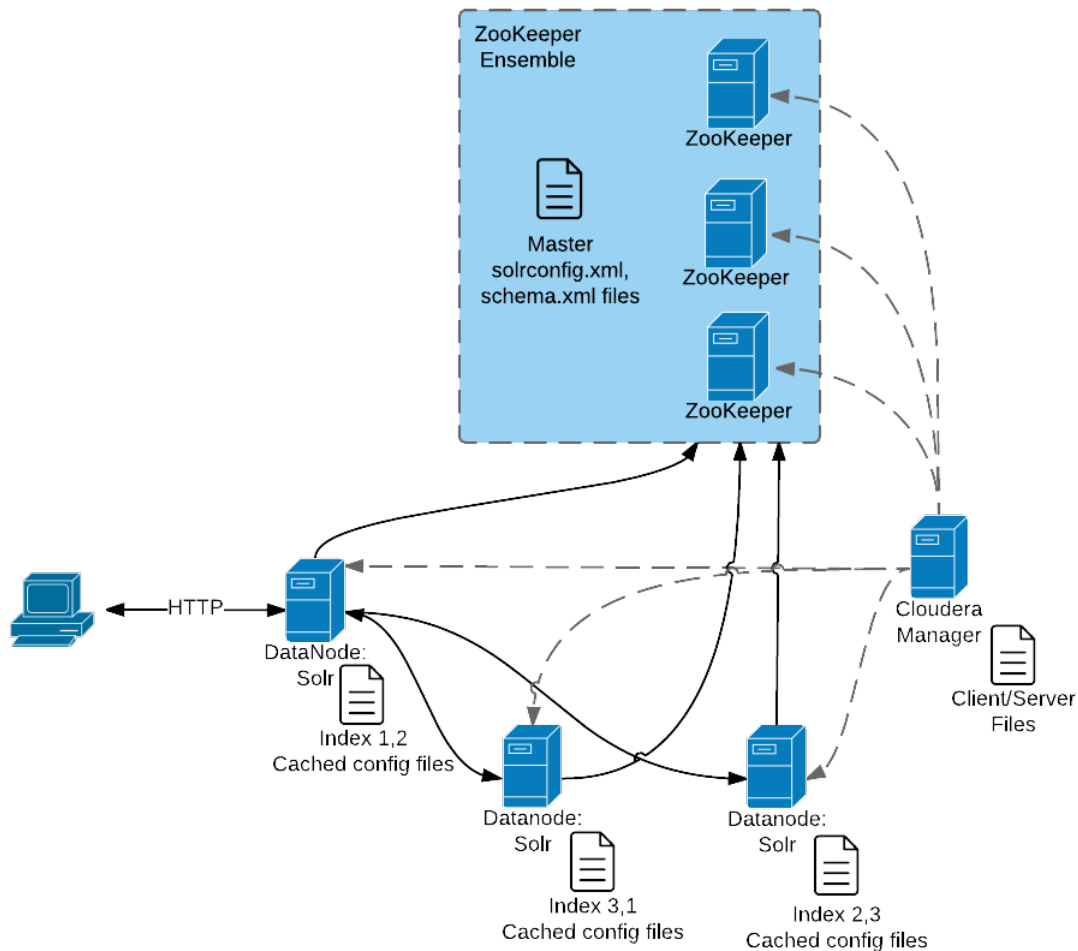 ZooKeeper
Ensemble
ZooKeeper
Master
solrconfig.xml,
schema.xml files
ZooKeeper
ZooKeeper
HTTP
DataNode:
Solr
Index 1,2
Cached config files
Cloudera
Manager
Client/Server
Files
Datanode:
Solr
Index 3,1
Cached config files
Datanode:
Solr
Index 2,3
Cached config files